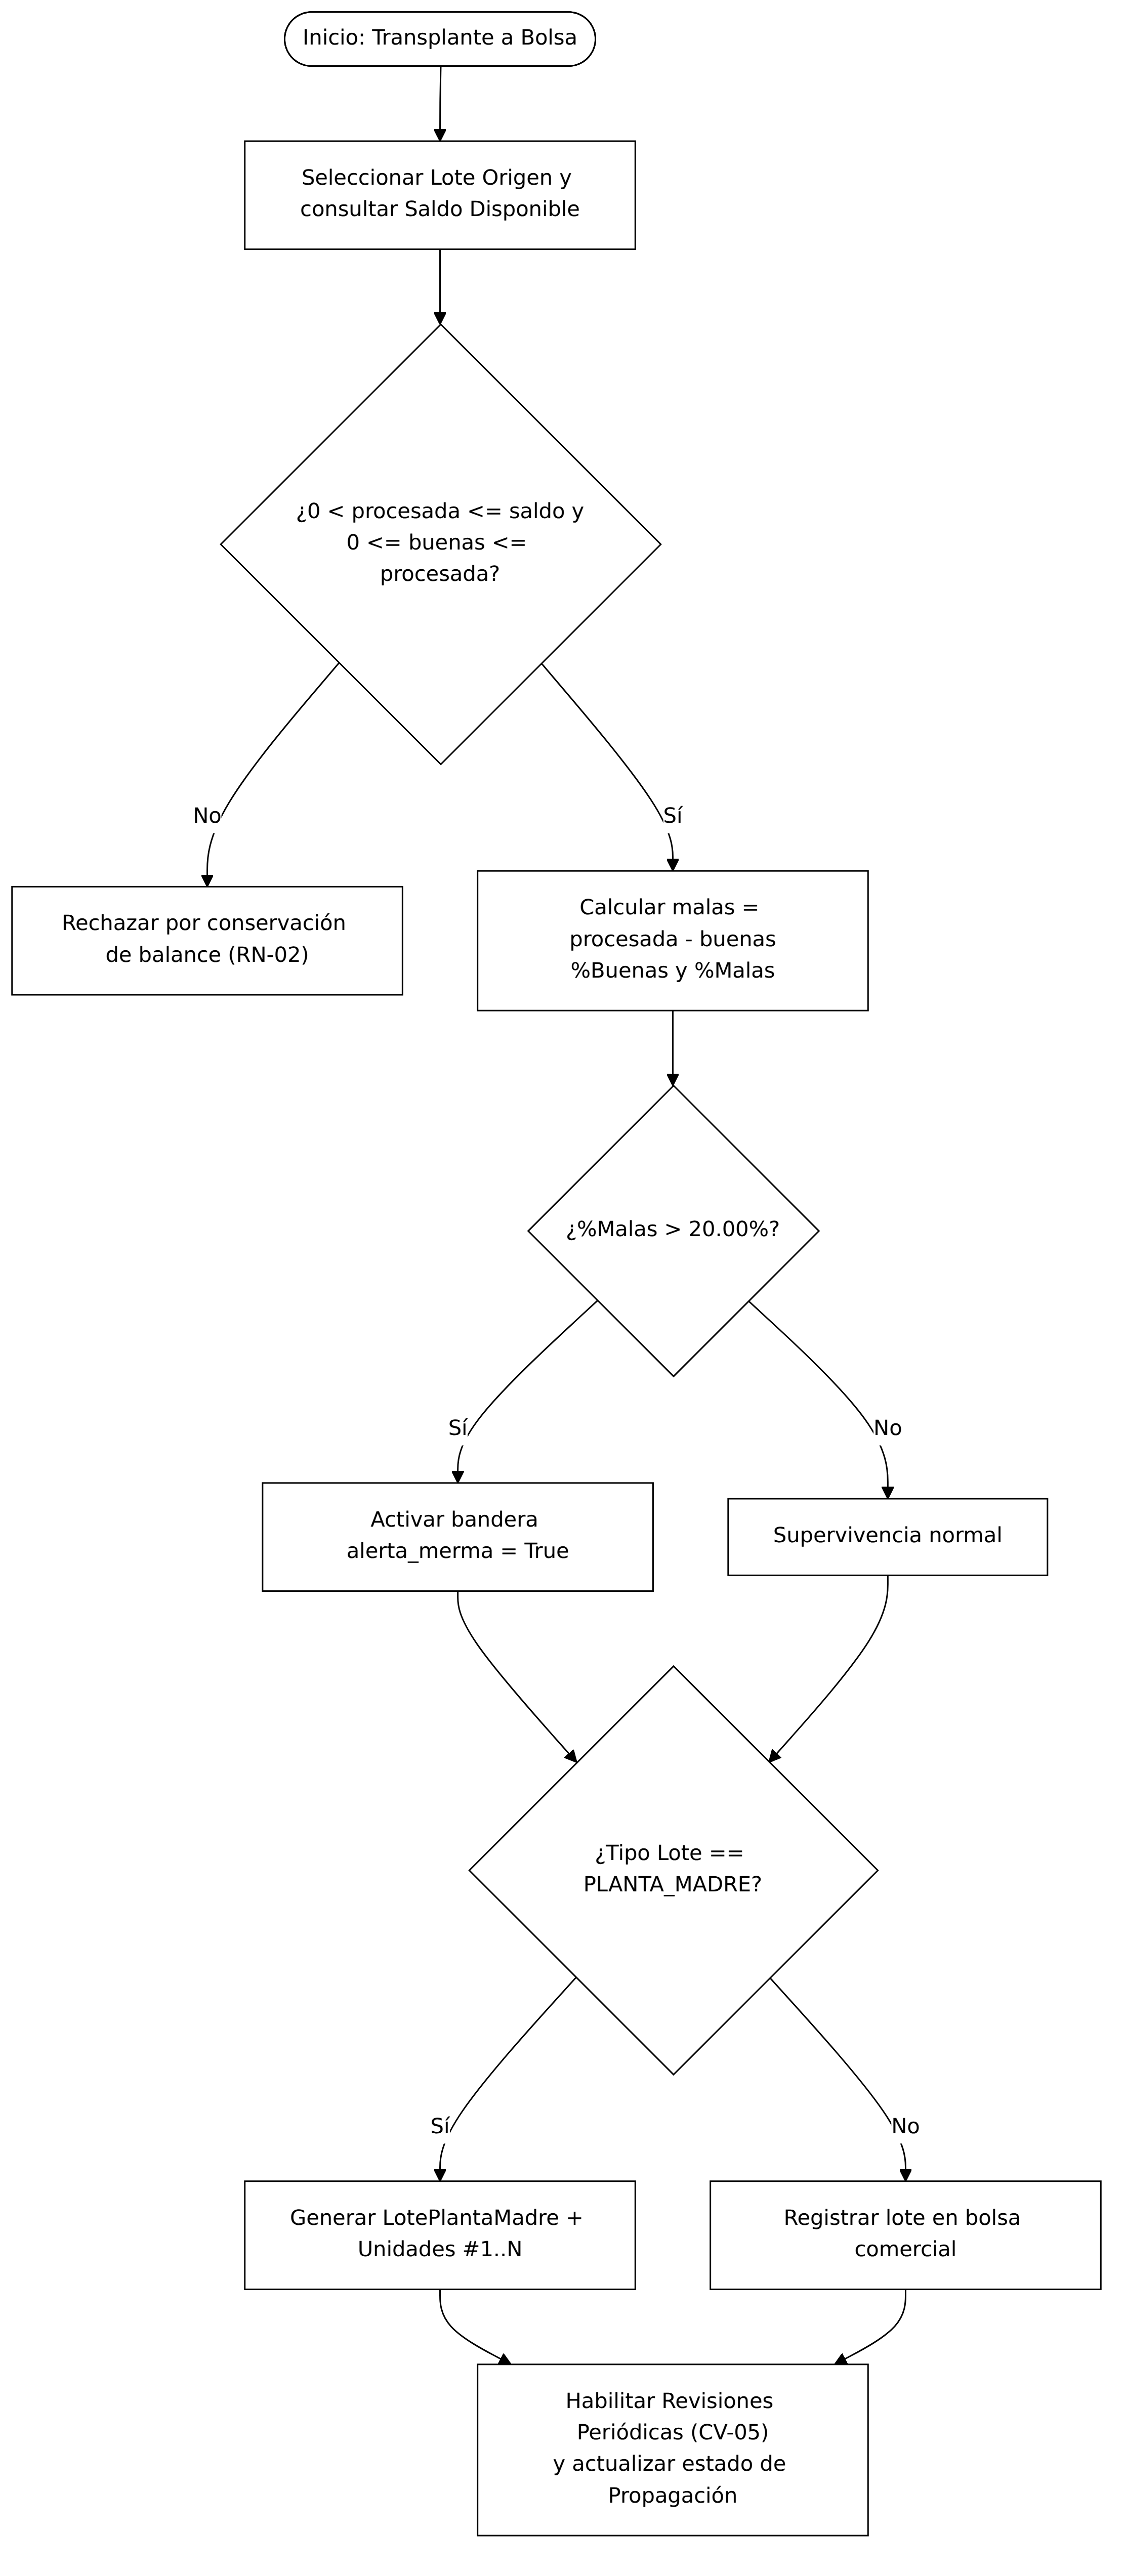 Inicio: Transplante a Bolsa
Seleccionar Lote Origen y
consultar Saldo Disponible
¿0 < procesada <= saldo y
0 <= buenas <=
procesada?
No
Sí
Rechazar por conservación
de balance (RN-02)
Calcular malas =
procesada - buenas
%Buenas y %Malas
¿%Malas > 20.00%?
Sí
No
Activar bandera
alerta_merma = True
Supervivencia normal
¿Tipo Lote ==
PLANTA_MADRE?
Sí
No
Generar LotePlantaMadre +
Unidades #1..N
Registrar lote en bolsa
comercial
Habilitar Revisiones
Periódicas (CV-05)
y actualizar estado de
Propagación